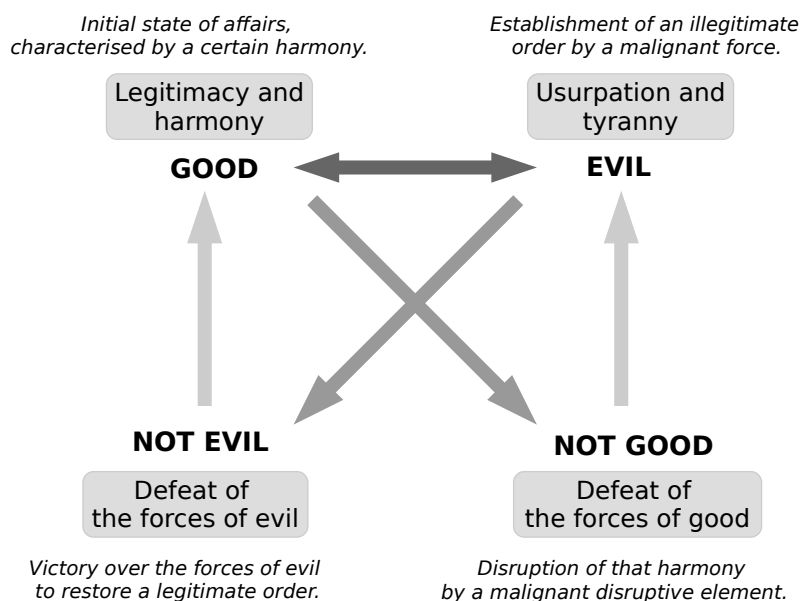 Initial state of affairs,
characterised by a certain harmony.
Establishment of an illegitimate
order by a malignant force.
Legitimacy and
harmony
Usurpation and
tyranny
GOOD
EVIL
NOT EVIL
NOT GOOD
Defeat of
the forces of evil
Defeat of
the forces of good
Victory over the forces of evil
to restore a legitimate order.
Disruption of that harmony
by a malignant disruptive element.